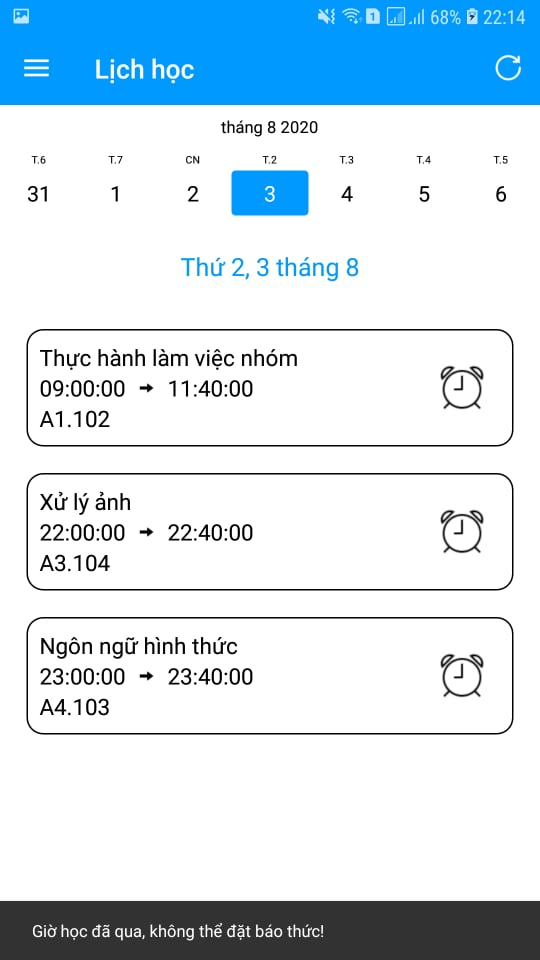 1 68% 22:14
Lịch học
tháng 8 2020
T.6 T.7 CN T.2 T.3 T.4 T.5
31 1 2 3 4 5 6
Thứ 2, 3 tháng 8
Thực hành làm việc nhóm
09:00:00 ➞ 11:40:00
A1.102
Xử lý ảnh
22:00:00 ➞ 22:40:00
A3.104
Ngôn ngữ hình thức
23:00:00 ➞ 23:40:00
A4.103
Giờ học đã qua, không thể đặt báo thức!